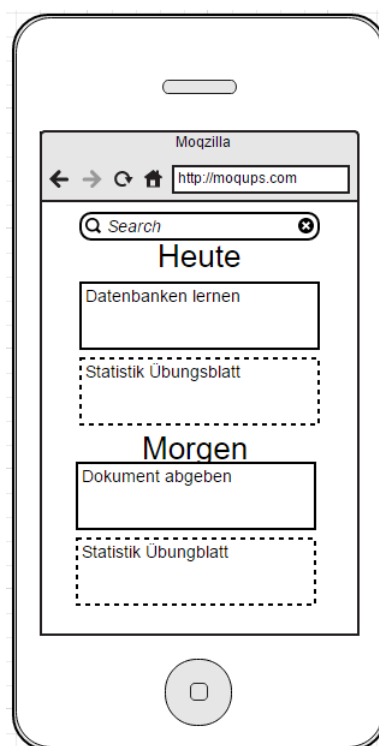 Moqzilla
http://moqups.com
Search
Heute
Datenbanken lernen
Statistik Übungsblatt
Morgen
Dokument abgeben
Statistik Übungblatt